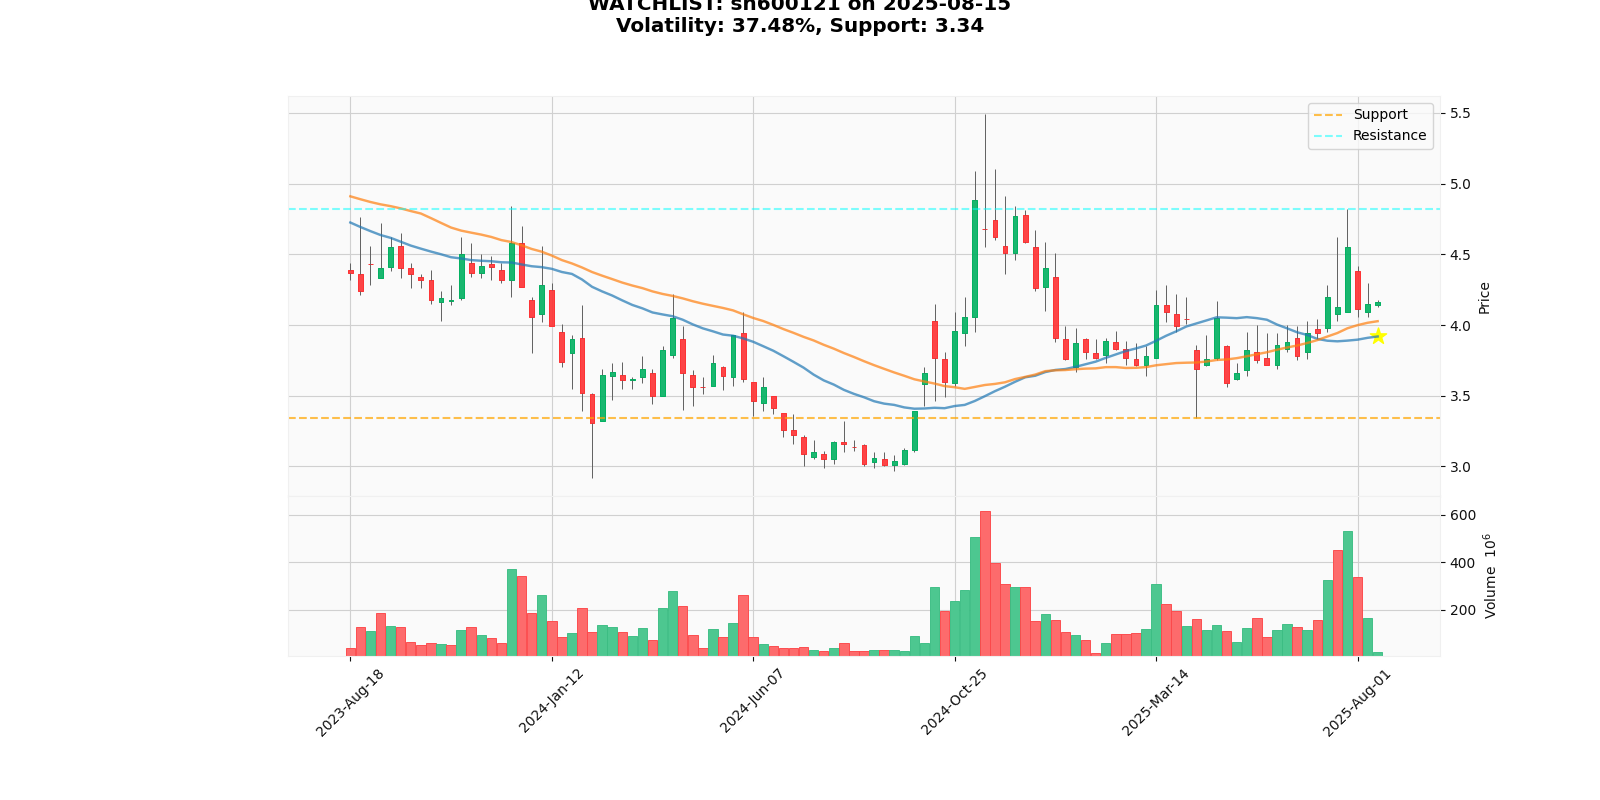 WATCHLIST: sh600121 on 2025-08-15
Volatility: 37.48%, Support: 3.34
Support
Resistance
5.5
5.0
4.5
4.0
3.5
3.0
Price
600
400
200
Volume 10⁶
2023-Aug-18
2024-Jan-12
2024-Jun-07
2024-Oct-25
2025-Mar-14
2025-Aug-01